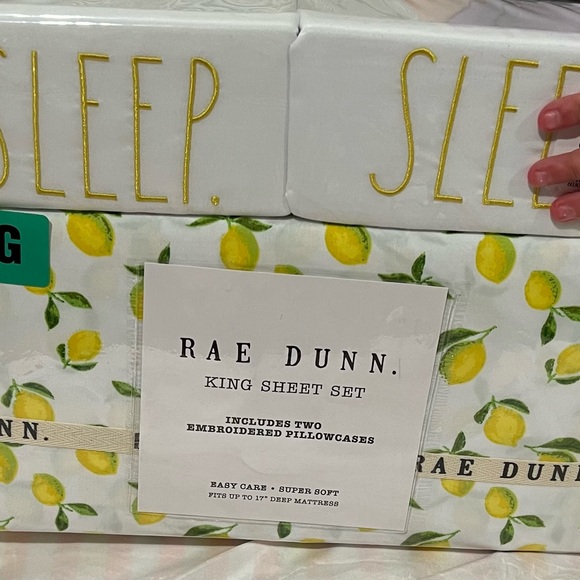 SLEEP.
SLEE
G
RAE DUNN.
KING SHEET SET
INCLUDES TWO
EMBROIDERED PILLOWCASES
EASY CARE • SUPER SOFT
FITS UP TO 17" DEEP MATTRESS
NN.
RAE DUN